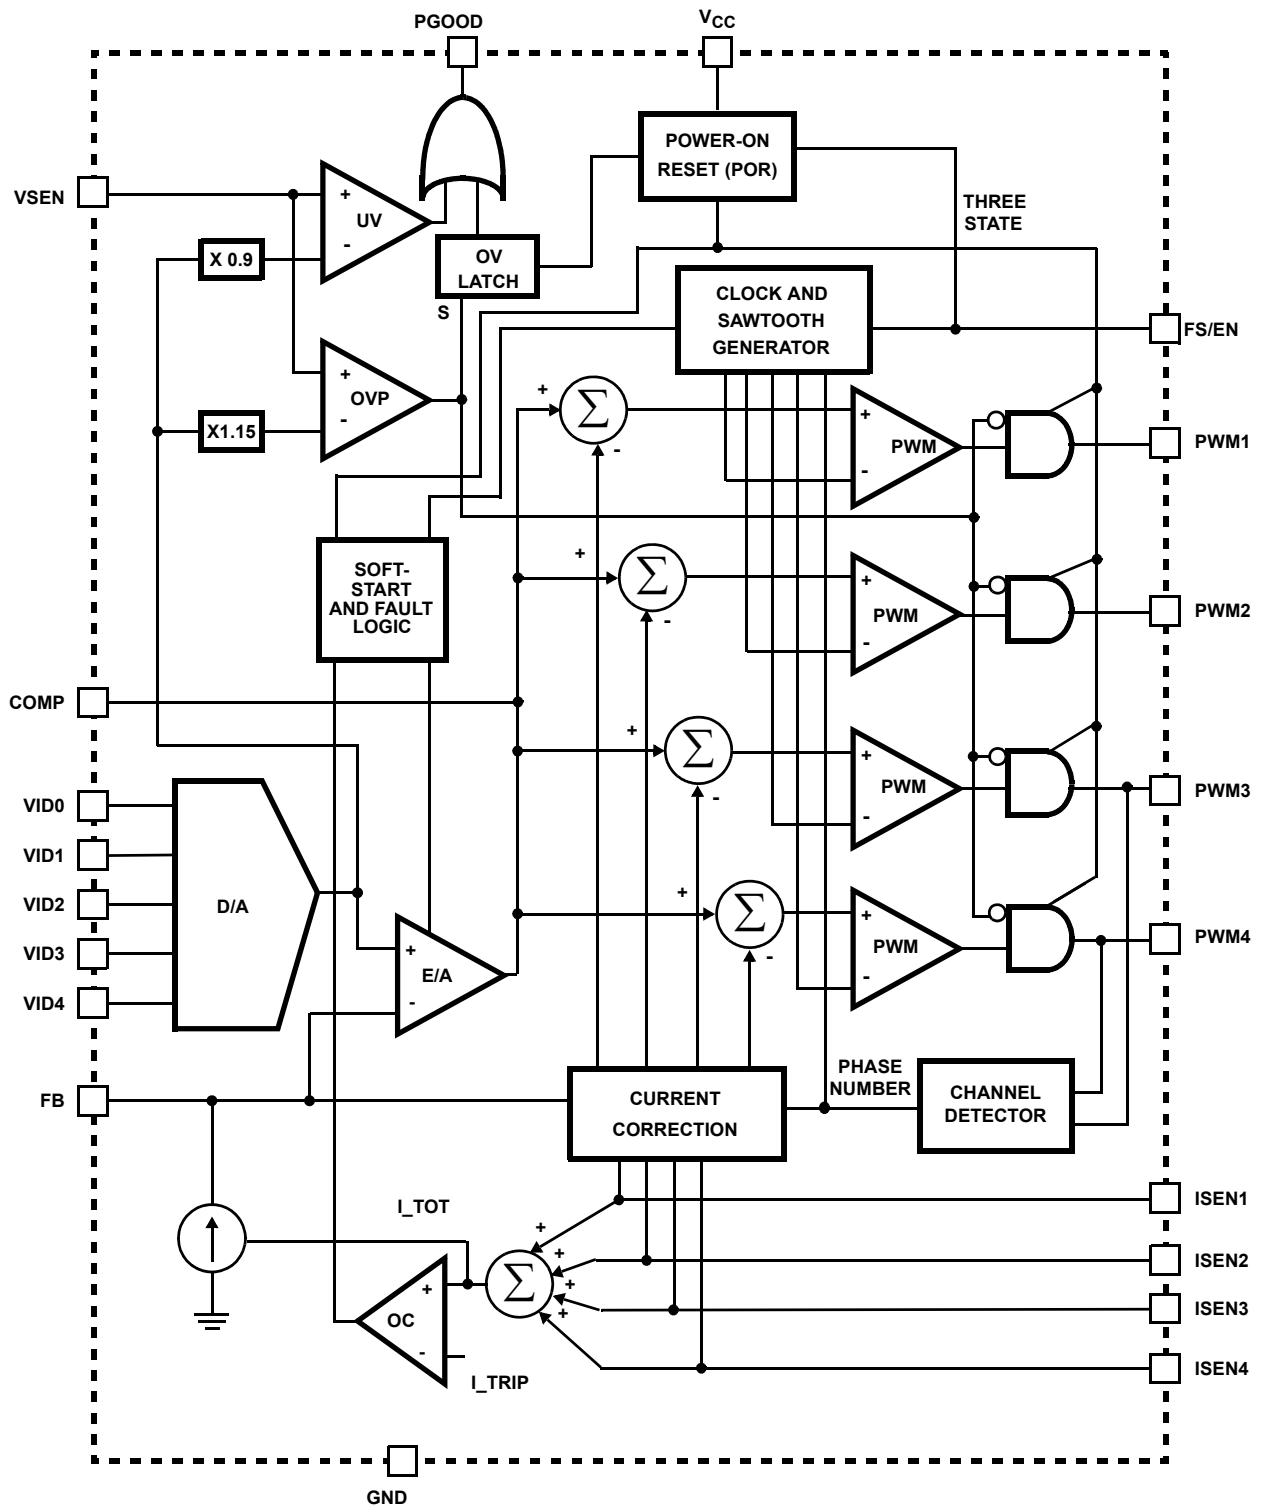 PGOOD
VCC
POWER-ON
RESET (POR)
VSEN
+
UV
-
THREE
STATE
X 0.9
OV
LATCH
S
CLOCK AND
SAWTOOTH
GENERATOR
FS/EN
+
OVP
-
X1.15
+
Σ
-
+
PWM
-
PWM1
SOFT-
START
AND FAULT
LOGIC
+
Σ
-
+
PWM
-
PWM2
COMP
+
Σ
-
+
PWM
-
PWM3
VID0
VID1
VID2
VID3
VID4
D/A
+
E/A
-
+
Σ
-
+
PWM
-
PWM4
FB
CURRENT
CORRECTION
PHASE
NUMBER
CHANNEL
DETECTOR
I_TOT
+
+
+
+
Σ
ISEN1
ISEN2
ISEN3
ISEN4
+
OC
-
I_TRIP
GND